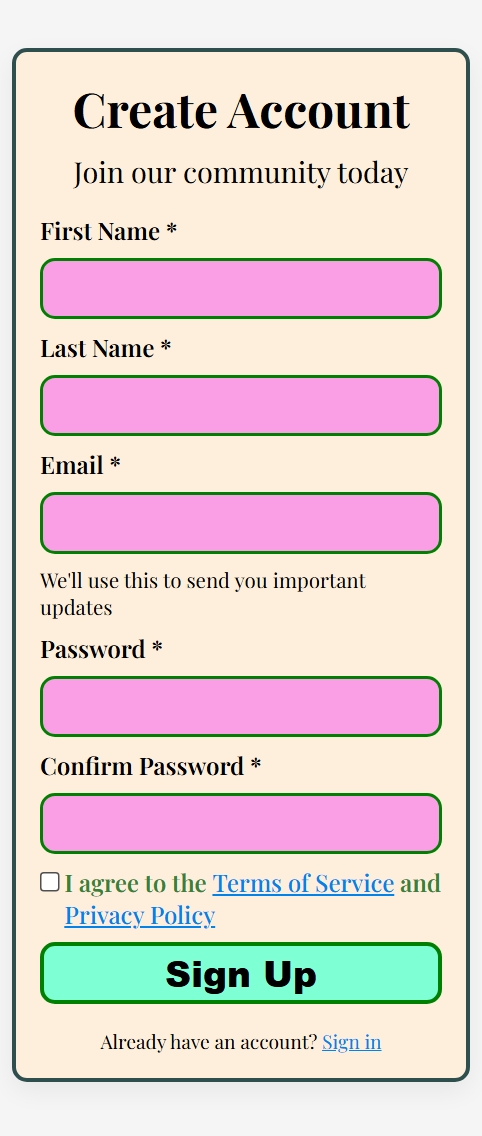 Create Account
Join our community today
First Name *
Last Name *
Email *
We'll use this to send you important
updates
Password *
Confirm Password *
I agree to the Terms of Service and
Privacy Policy
Sign Up
Already have an account? Sign in